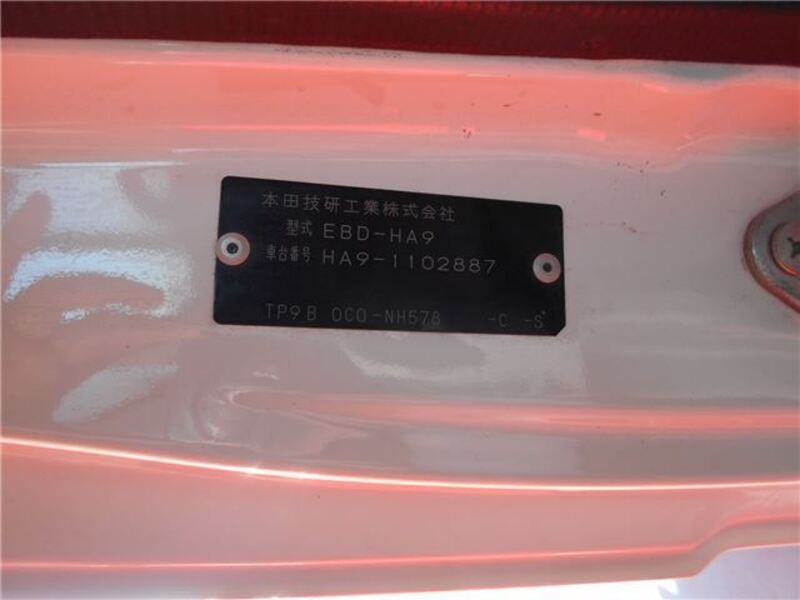 本田技研工業株式会社
型式 EBD-HA9
車台番号 HA9-1102887
TP9B 0C0-NH578 -C -S*